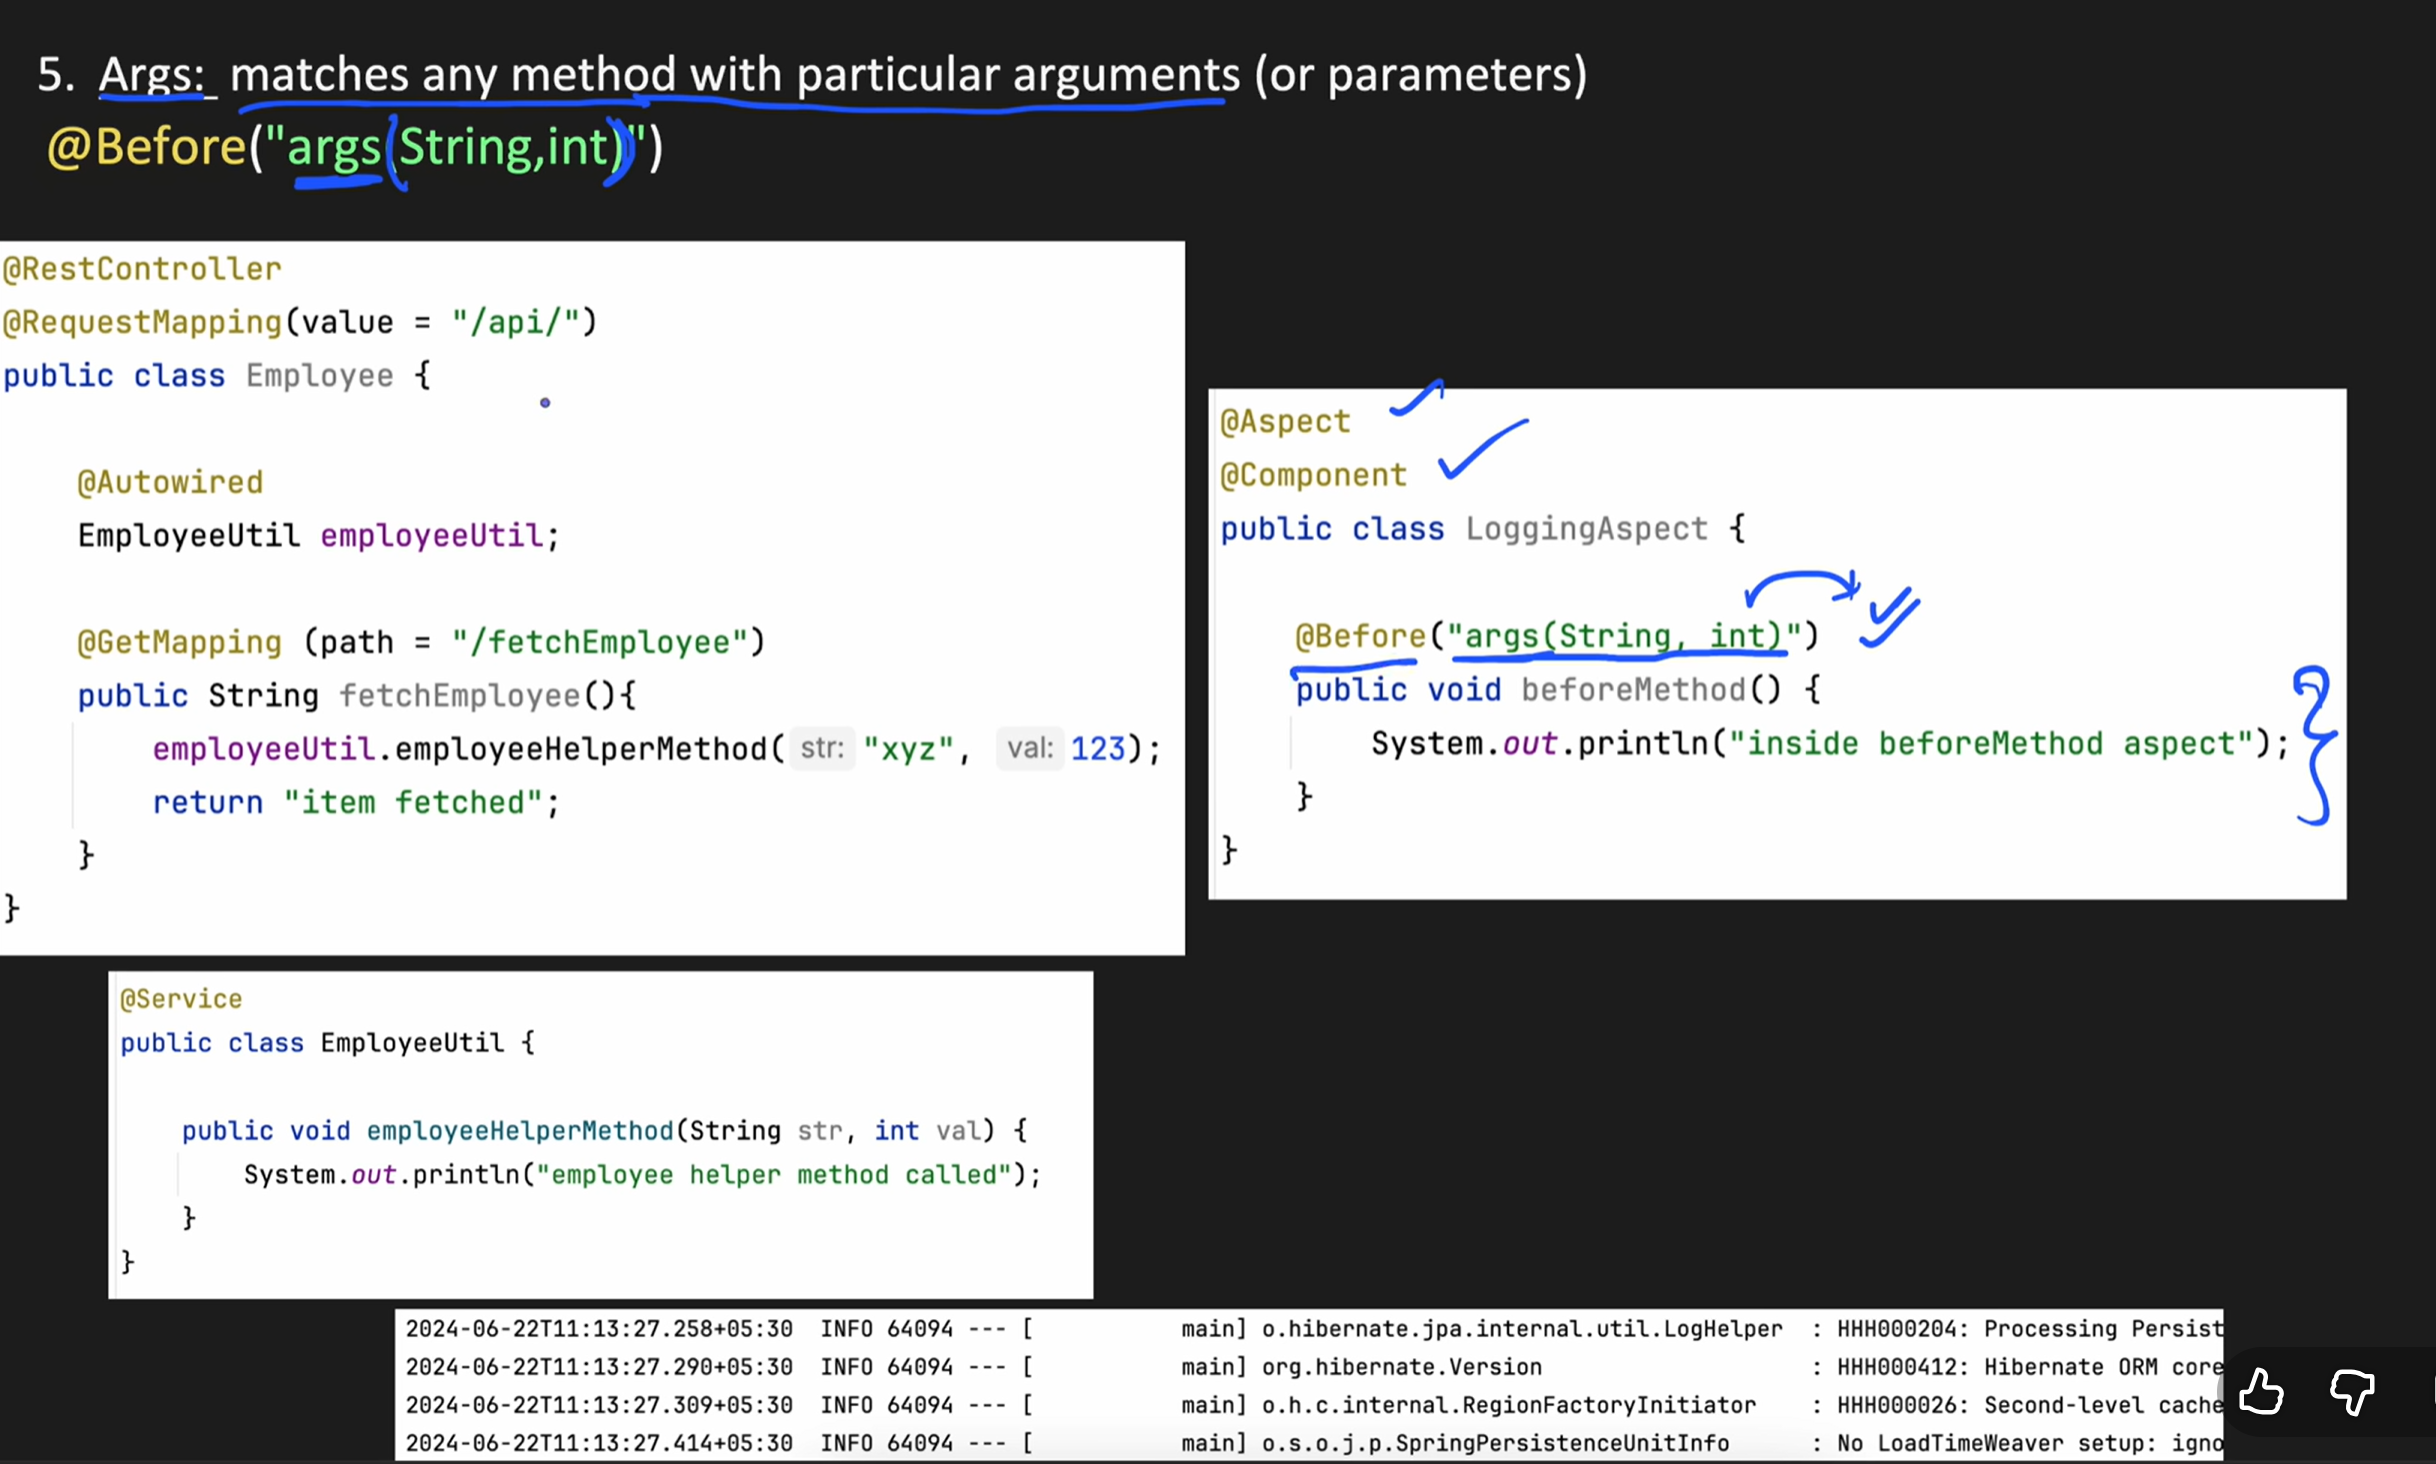 5. Args: matches any method with particular arguments (or parameters)
@Before("args(String,int)")
@RestController
@RequestMapping(value = "/api/")
public class Employee {
@Autowired
EmployeeUtil employeeUtil;
@GetMapping (path = "/fetchEmployee")
public String fetchEmployee(){
employeeUtil.employeeHelperMethod( str: "xyz", val: 123);
return "item fetched";
}
}
@Aspect
@Component
public class LoggingAspect {
@Before("args(String, int)")
public void beforeMethod() {
System.out.println("inside beforeMethod aspect");
}
}
@Service
public class EmployeeUtil {
public void employeeHelperMethod(String str, int val) {
System.out.println("employee helper method called");
}
}
2024-06-22T11:13:27.258+05:30 INFO 64094 --- [ main] o.hibernate.jpa.internal.util.LogHelper : HHH000204: Processing Persist
2024-06-22T11:13:27.290+05:30 INFO 64094 --- [ main] org.hibernate.Version : HHH000412: Hibernate ORM core
2024-06-22T11:13:27.309+05:30 INFO 64094 --- [ main] o.h.c.internal.RegionFactoryInitiator : HHH000026: Second-level cache
2024-06-22T11:13:27.414+05:30 INFO 64094 --- [ main] o.s.o.j.p.SpringPersistenceUnitInfo : No LoadTimeWeaver setup: igno